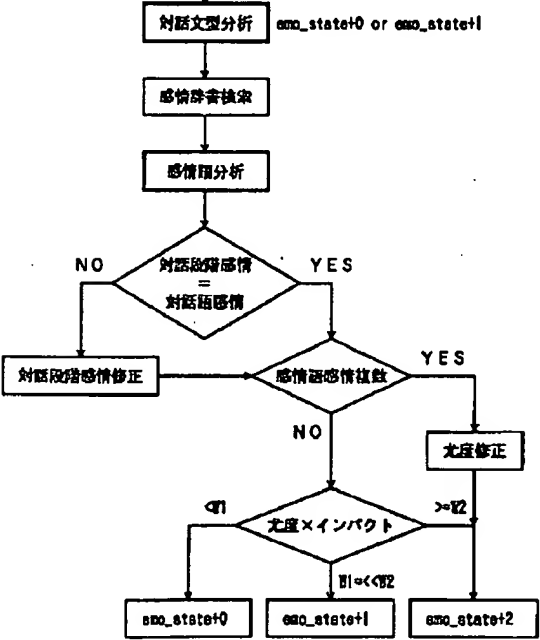 対話文型分析 emo_state+0 or emo_state+1
感情辞書検索
感情語分析
対話段階感情
=
対話語感情
NO
YES
対話段階感情修正
感情語感情複数
YES
NO
尤度修正
尤度×インパクト
<W1
>=W2
W1=<<W2
emo_state+0
emo_state+1
emo_state+2